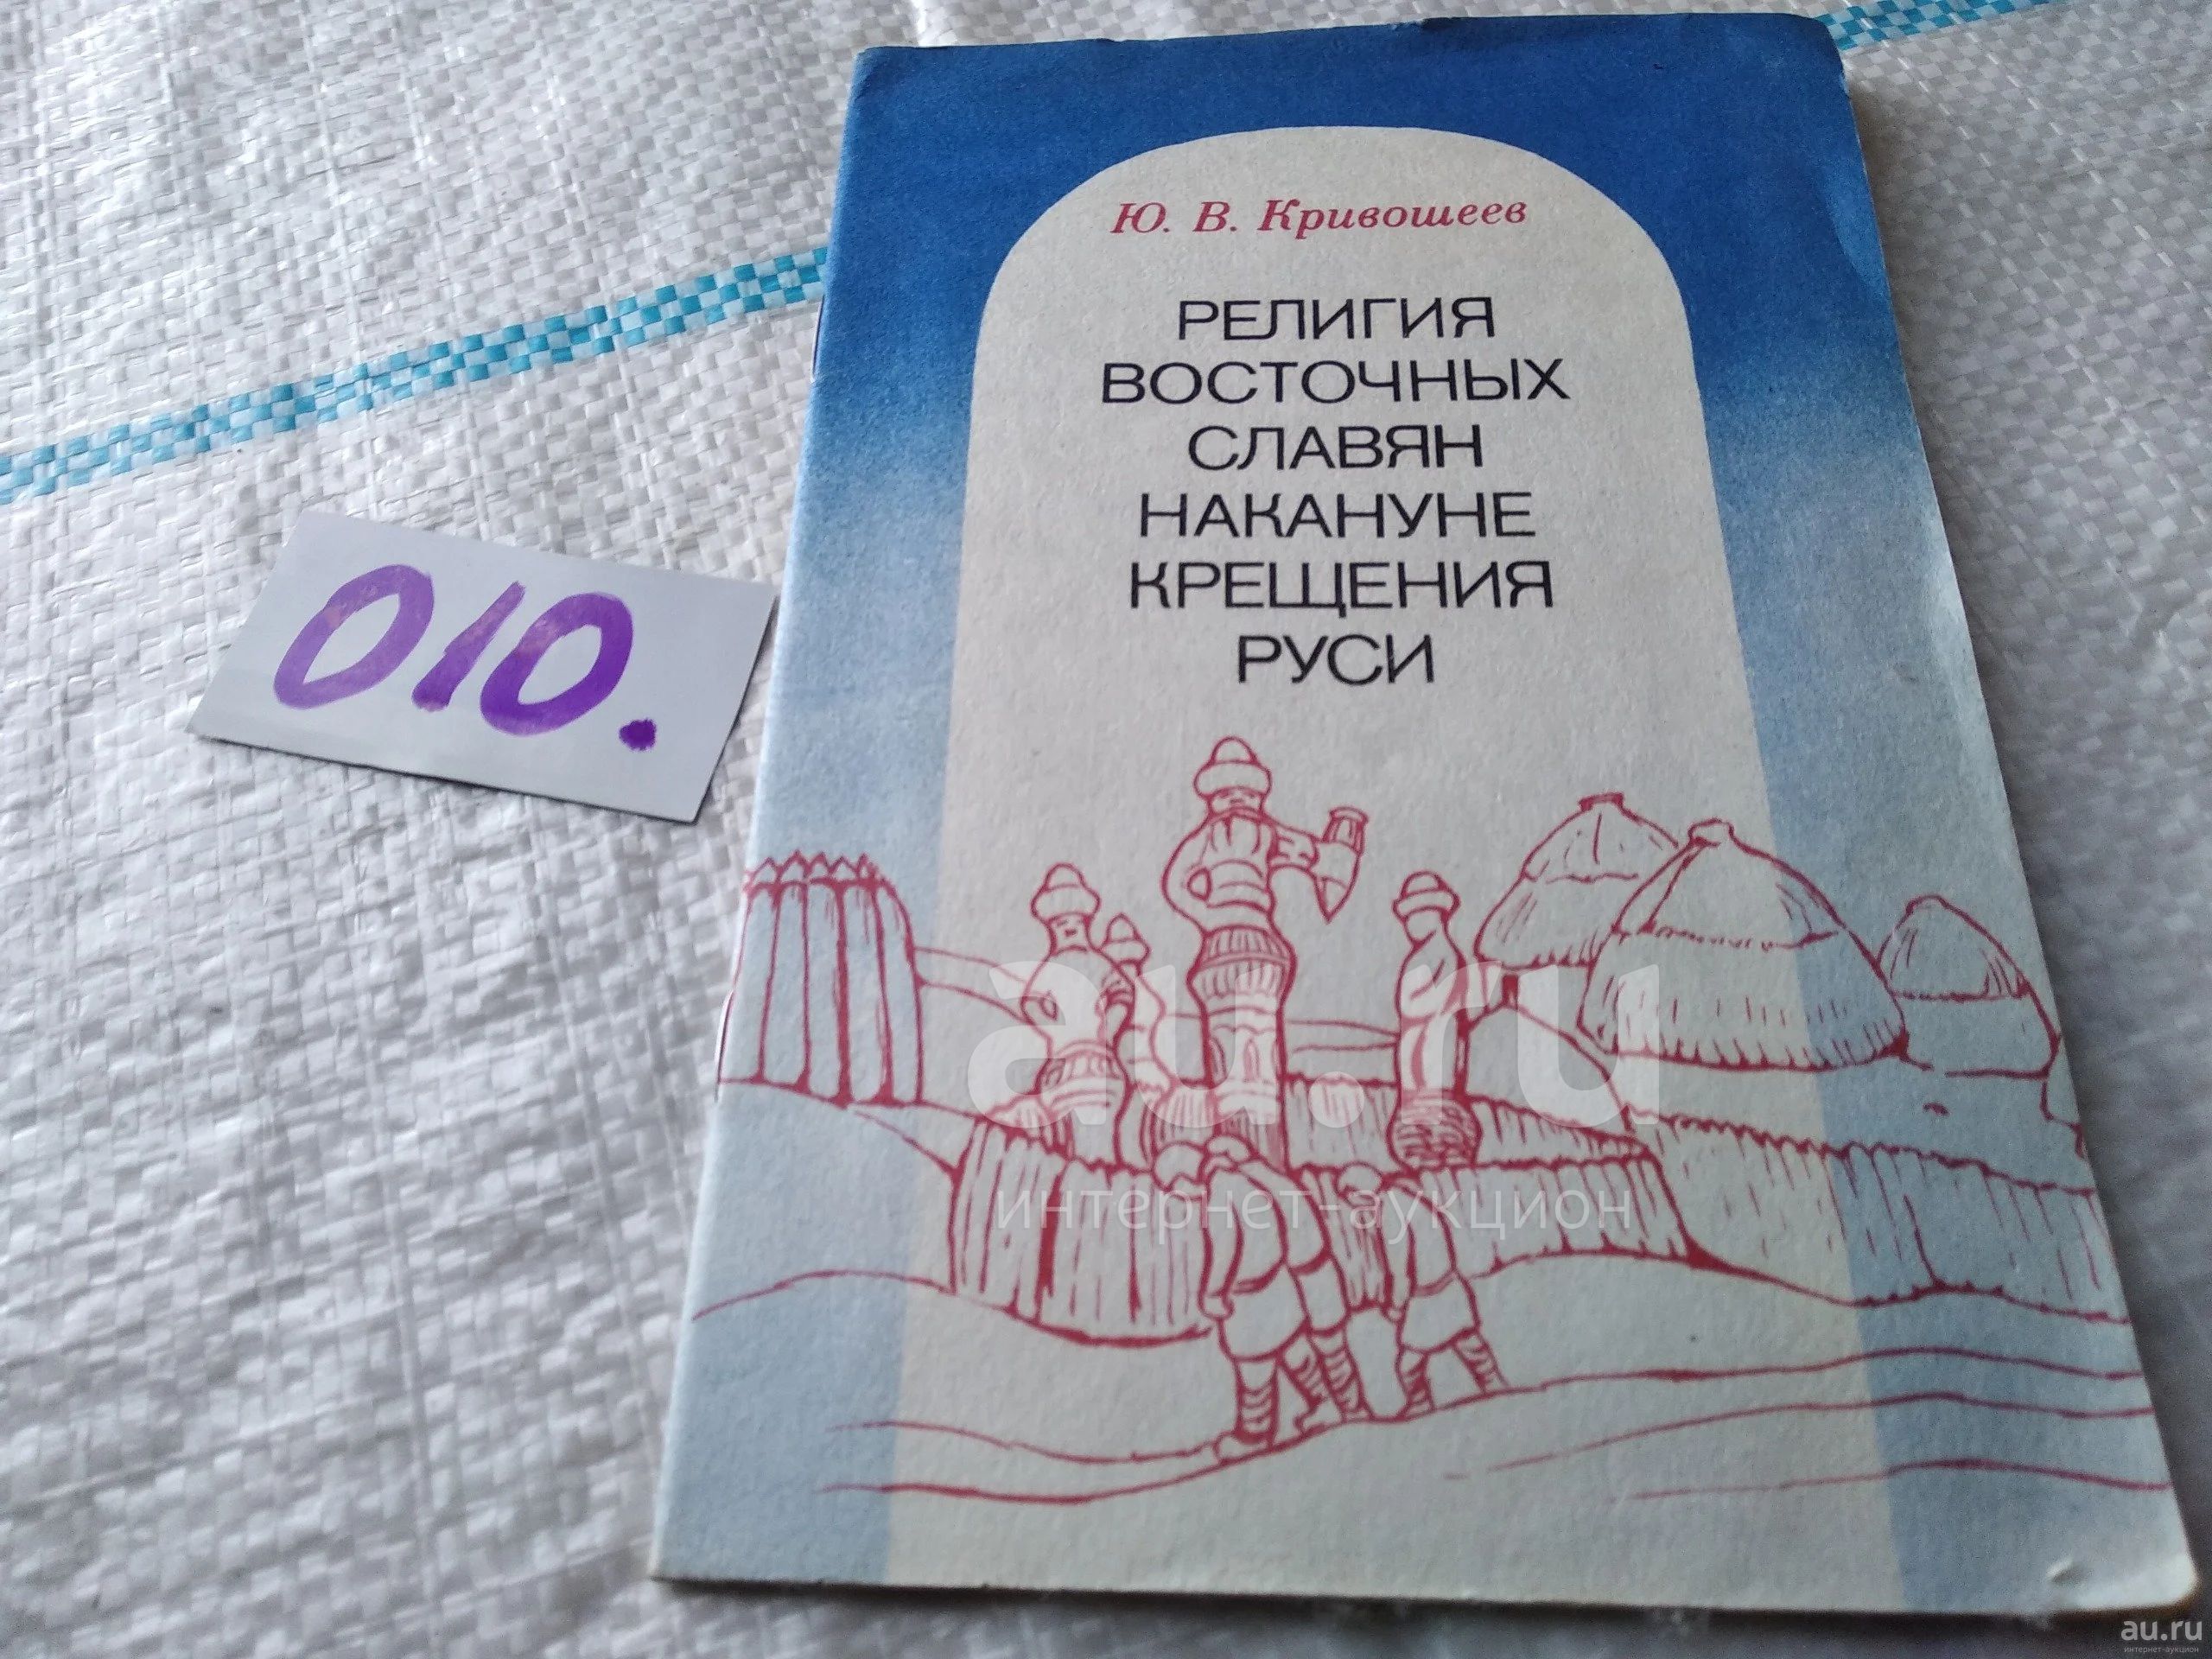 Ю. В. Кривошеев
РЕЛИГИЯ
ВОСТОЧНЫХ
СЛАВЯН
НАКАНУНЕ
КРЕЩЕНИЯ
РУСИ
010.
au.ru
интернет-аукцион
au.ru
интернет-аукцион